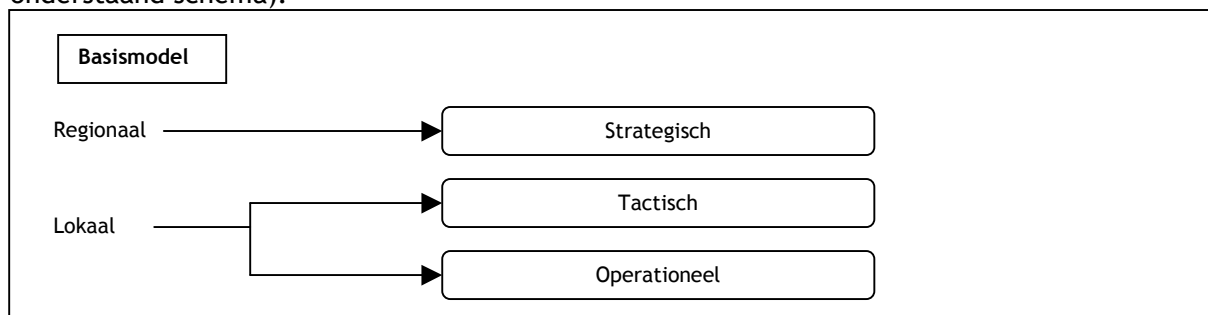 onderstaand schema).
Basismodel
Regionaal
Strategisch
Tactisch
Lokaal
Operationeel